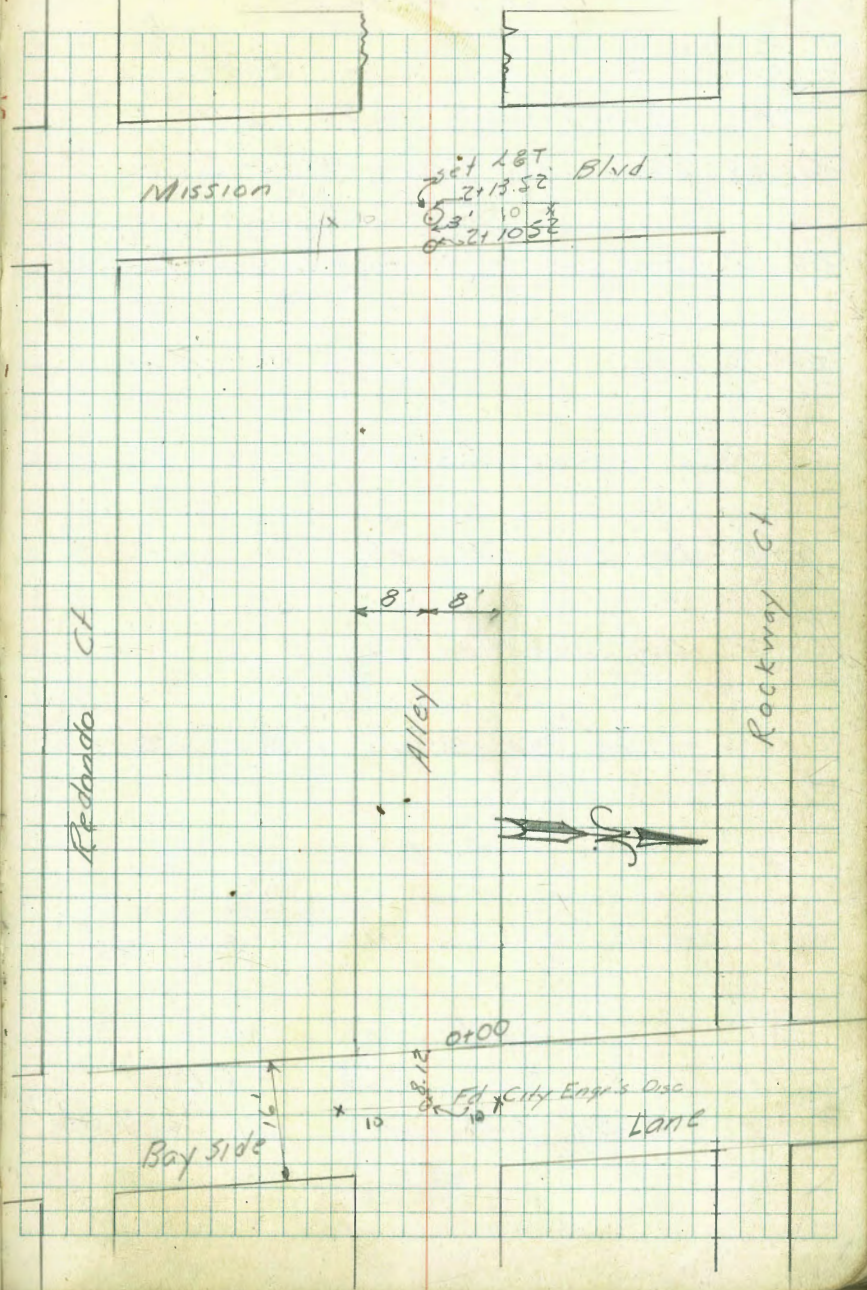 Mission
set L&T. Blvd.
2+13.52
x 10
3' 10 x
2+10.52
8' 8'
Redondo Ct
Alley
Rockway Ct
N
0+00
8.12
16'
x 10
Fd City Engr's Disc
10 x
Bay side
Lane